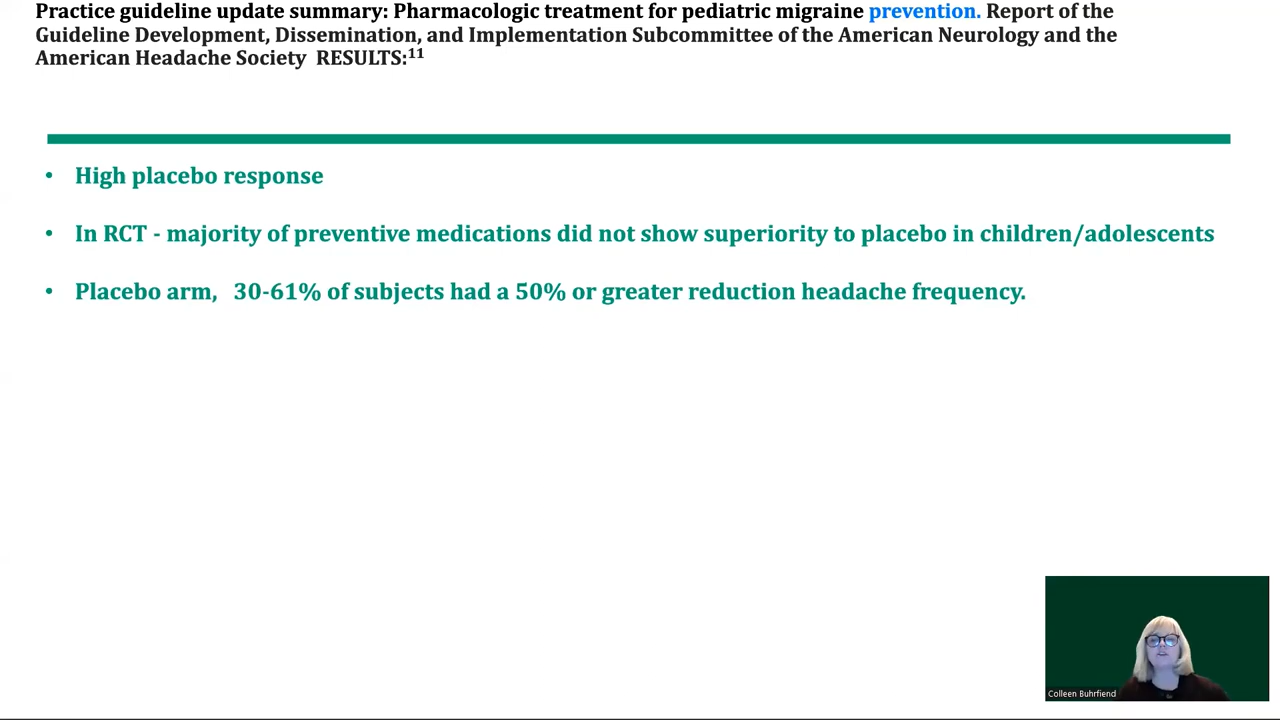 Practice guideline update summary: Pharmacologic treatment for pediatric migraine prevention. Report of the
Guideline Development, Dissemination, and Implementation Subcommittee of the American Neurology and the
American Headache Society  RESULTS:¹¹
• High placebo response
• In RCT - majority of preventive medications did not show superiority to placebo in children/adolescents
• Placebo arm,  30-61% of subjects had a 50% or greater reduction headache frequency.
Colleen Buhrfiend